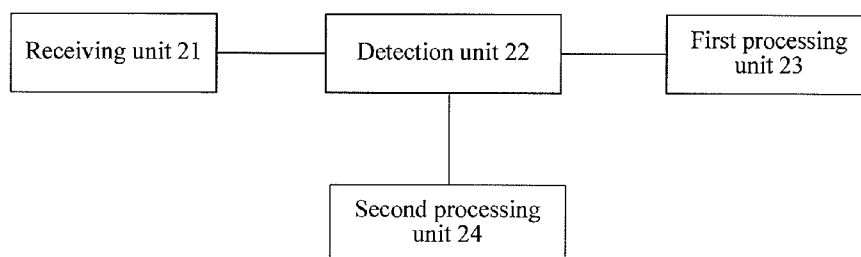 Receiving unit 21
Detection unit 22
First processing
unit 23
Second processing
unit 24